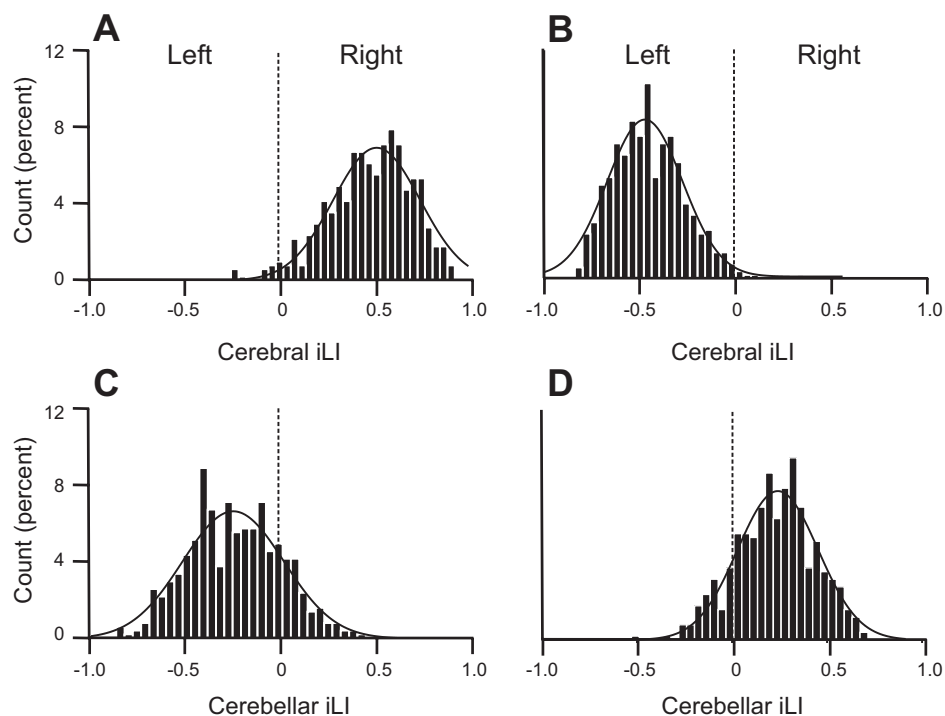 A B
Left Right Left Right
Count (percent)
12
8
4
0
-1.0 -0.5 0 0.5 1.0 -1.0 -0.5 0 0.5 1.0
Cerebral iLI Cerebral iLI
C D
Count (percent)
12
8
4
0
-1.0 -0.5 0 0.5 1.0 -1.0 -0.5 0 0.5 1.0
Cerebellar iLI Cerebellar iLI